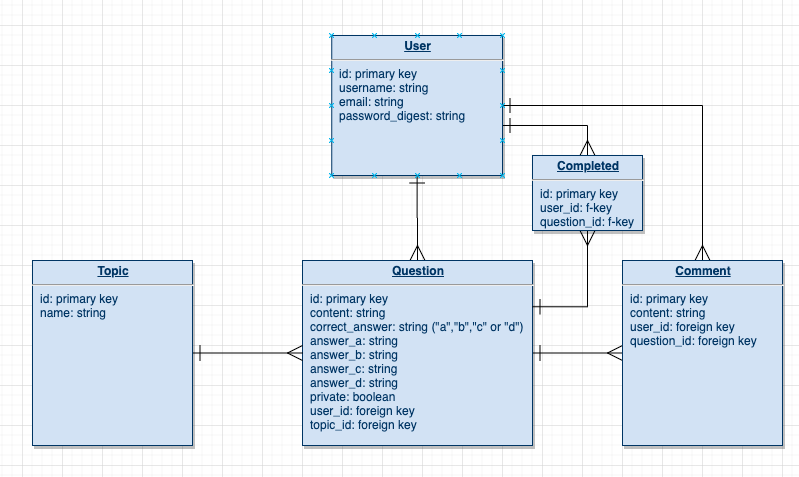 User
id: primary key
username: string
email: string
password_digest: string
Completed
id: primary key
user_id: f-key
question_id: f-key
Topic
id: primary key
name: string
Question
id: primary key
content: string
correct_answer: string ("a","b","c" or "d")
answer_a: string
answer_b: string
answer_c: string
answer_d: string
private: boolean
user_id: foreign key
topic_id: foreign key
Comment
id: primary key
content: string
user_id: foreign key
question_id: foreign key